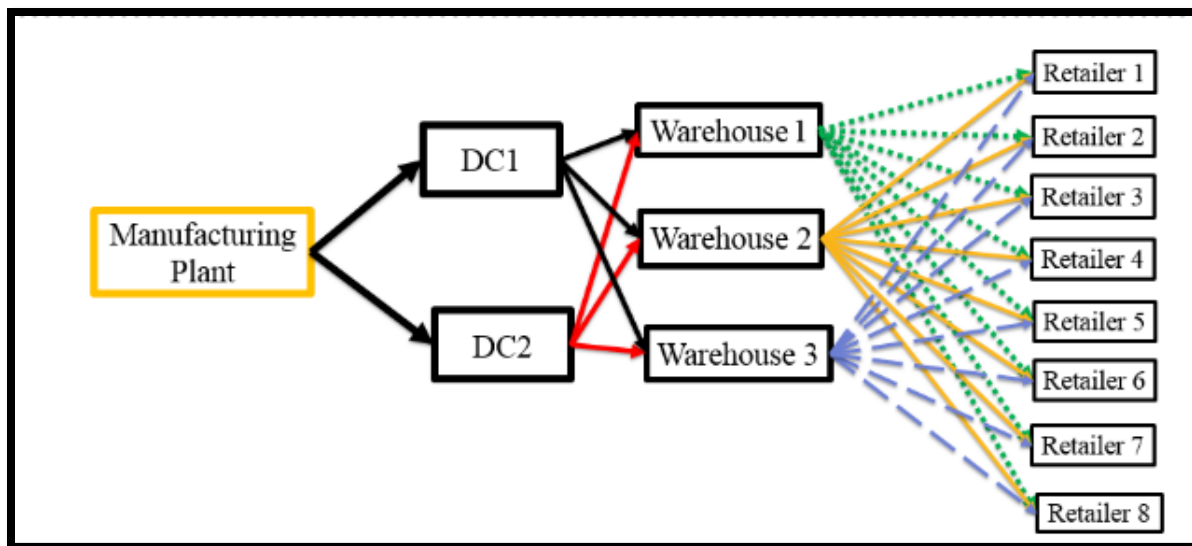 Manufacturing
Plant
DC1
DC2
Warehouse 1
Warehouse 2
Warehouse 3
Retailer 1
Retailer 2
Retailer 3
Retailer 4
Retailer 5
Retailer 6
Retailer 7
Retailer 8